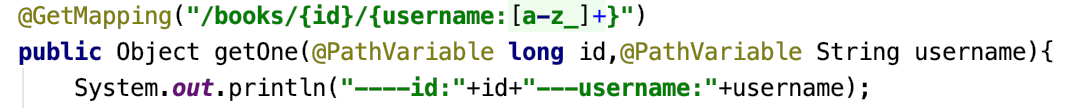 @GetMapping("/books/{id}/{username:[a-z_]+}")
public Object getOne(@PathVariable long id,@PathVariable String username){
System.out.println("----id:"+id+"---username:"+username);